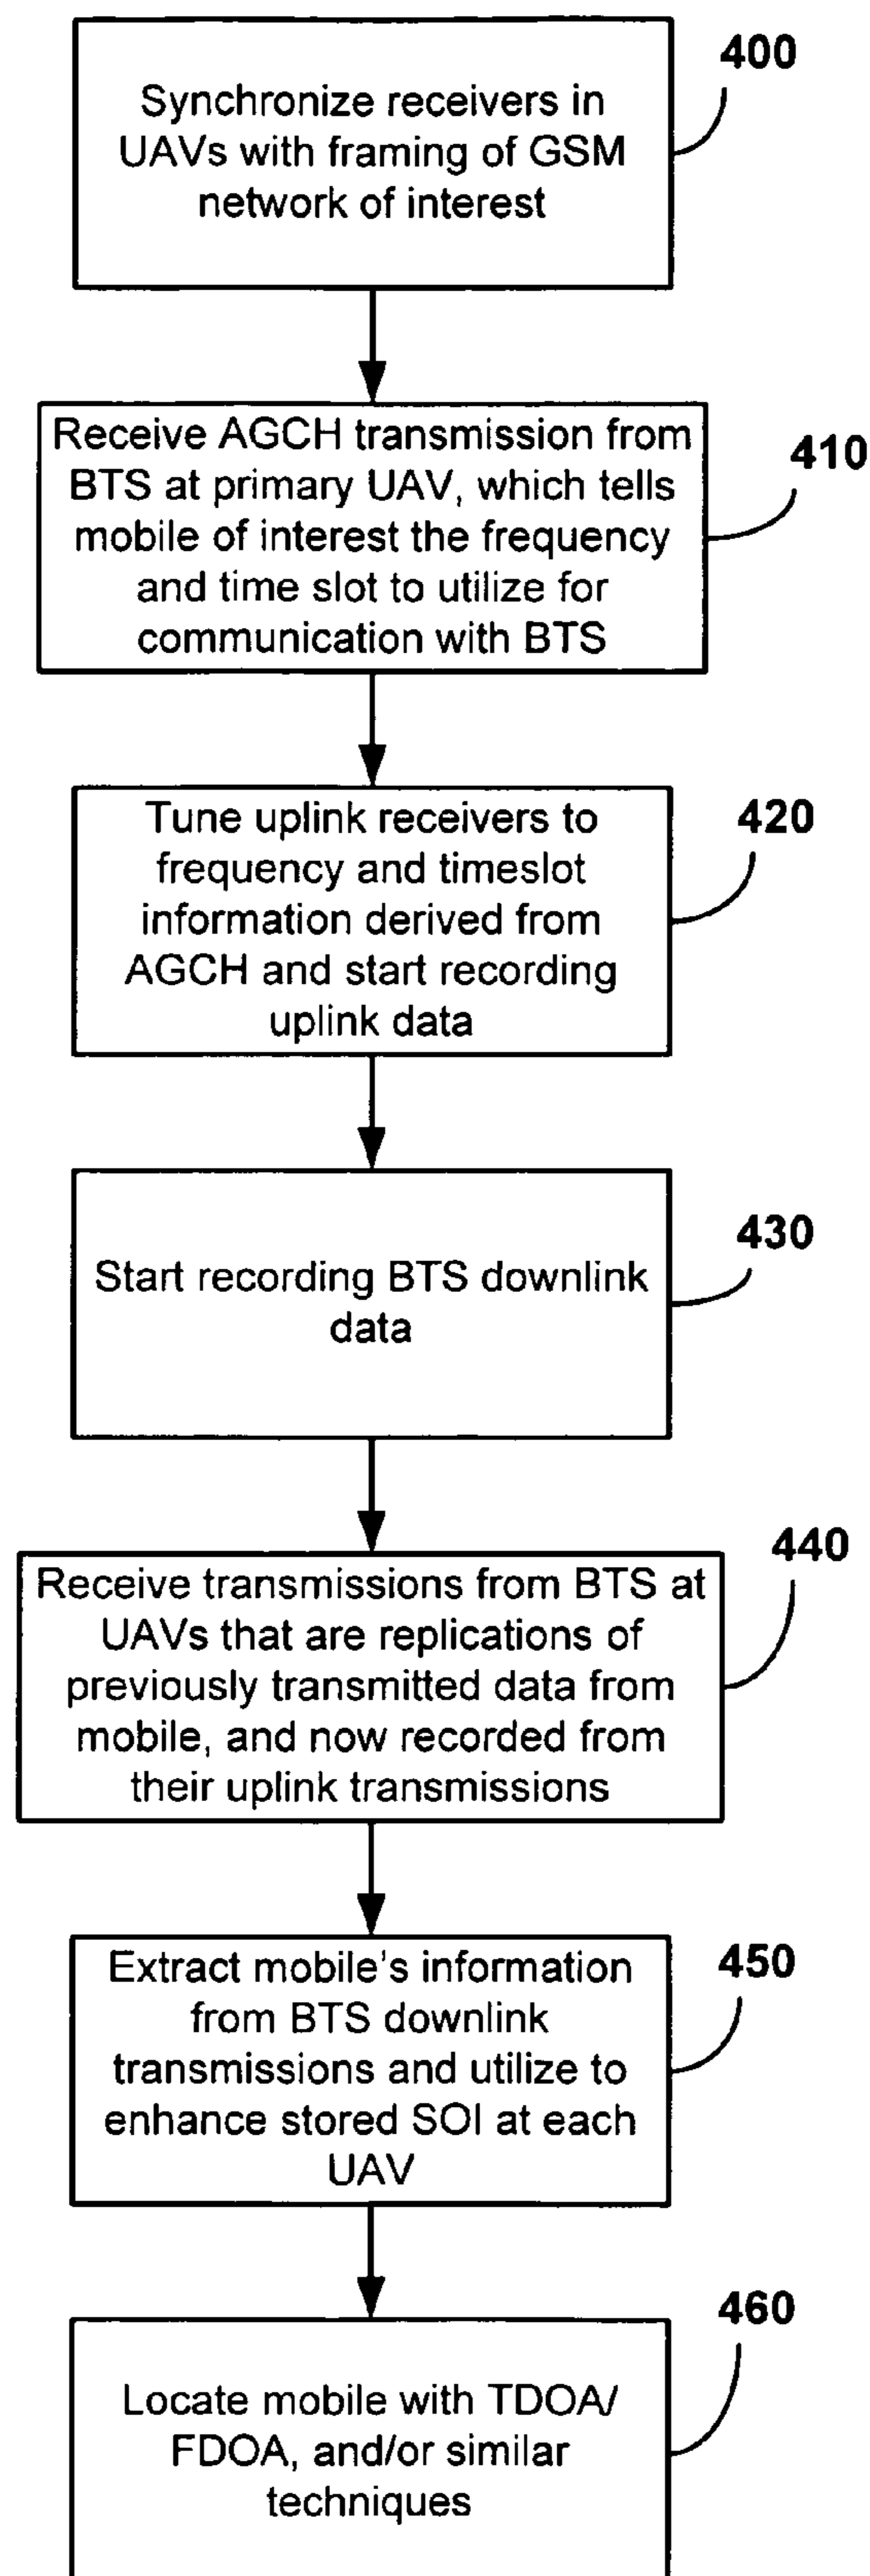 400
Synchronize receivers in
UAVs with framing of GSM
network of interest
410
Receive AGCH transmission from
BTS at primary UAV, which tells
mobile of interest the frequency
and time slot to utilize for
communication with BTS
420
Tune uplink receivers to
frequency and timeslot
information derived from
AGCH and start recording
uplink data
430
Start recording BTS downlink
data
440
Receive transmissions from BTS at
UAVs that are replications of
previously transmitted data from
mobile, and now recorded from
their uplink transmissions
450
Extract mobile's information
from BTS downlink
transmissions and utilize to
enhance stored SOI at each
UAV
460
Locate mobile with TDOA/
FDOA, and/or similar
techniques